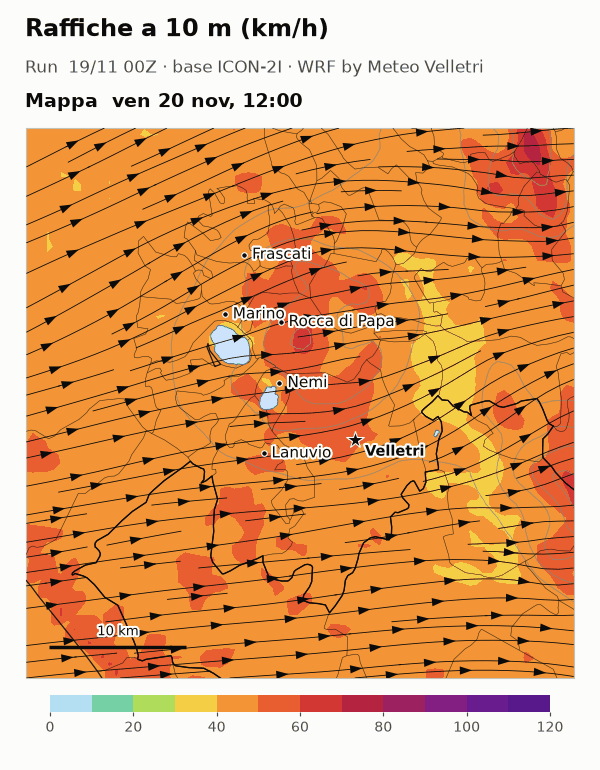 Raffiche a 10 m (km/h)
Run  19/11 00Z · base ICON-2I · WRF by Meteo Velletri
Mappa  ven 20 nov, 12:00
Frascati
Marino
Rocca di Papa
Nemi
Velletri
Lanuvio
10 km
0 20 40 60 80 100 120